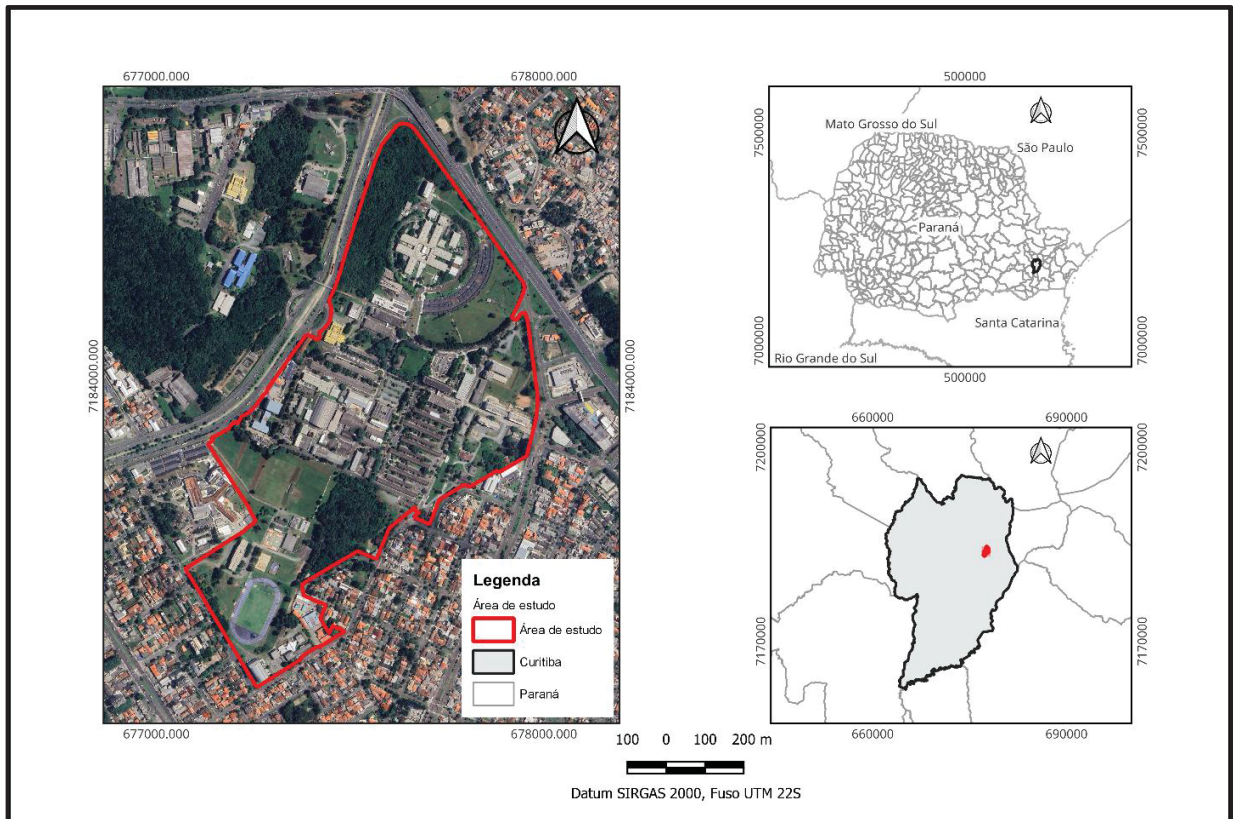 677000.000
678000.000
7184000.000
7184000.000
Legenda
Área de estudo
Área de estudo
Curitiba
Paraná
677000.000
678000.000
500000
7500000
7500000
Mato Grosso do Sul
São Paulo
Paraná
Santa Catarina
Rio Grande do Sul
7000000
7000000
500000
660000
690000
7200000
7200000
7170000
7170000
660000
690000
100 0 100 200 m
Datum SIRGAS 2000, Fuso UTM 22S